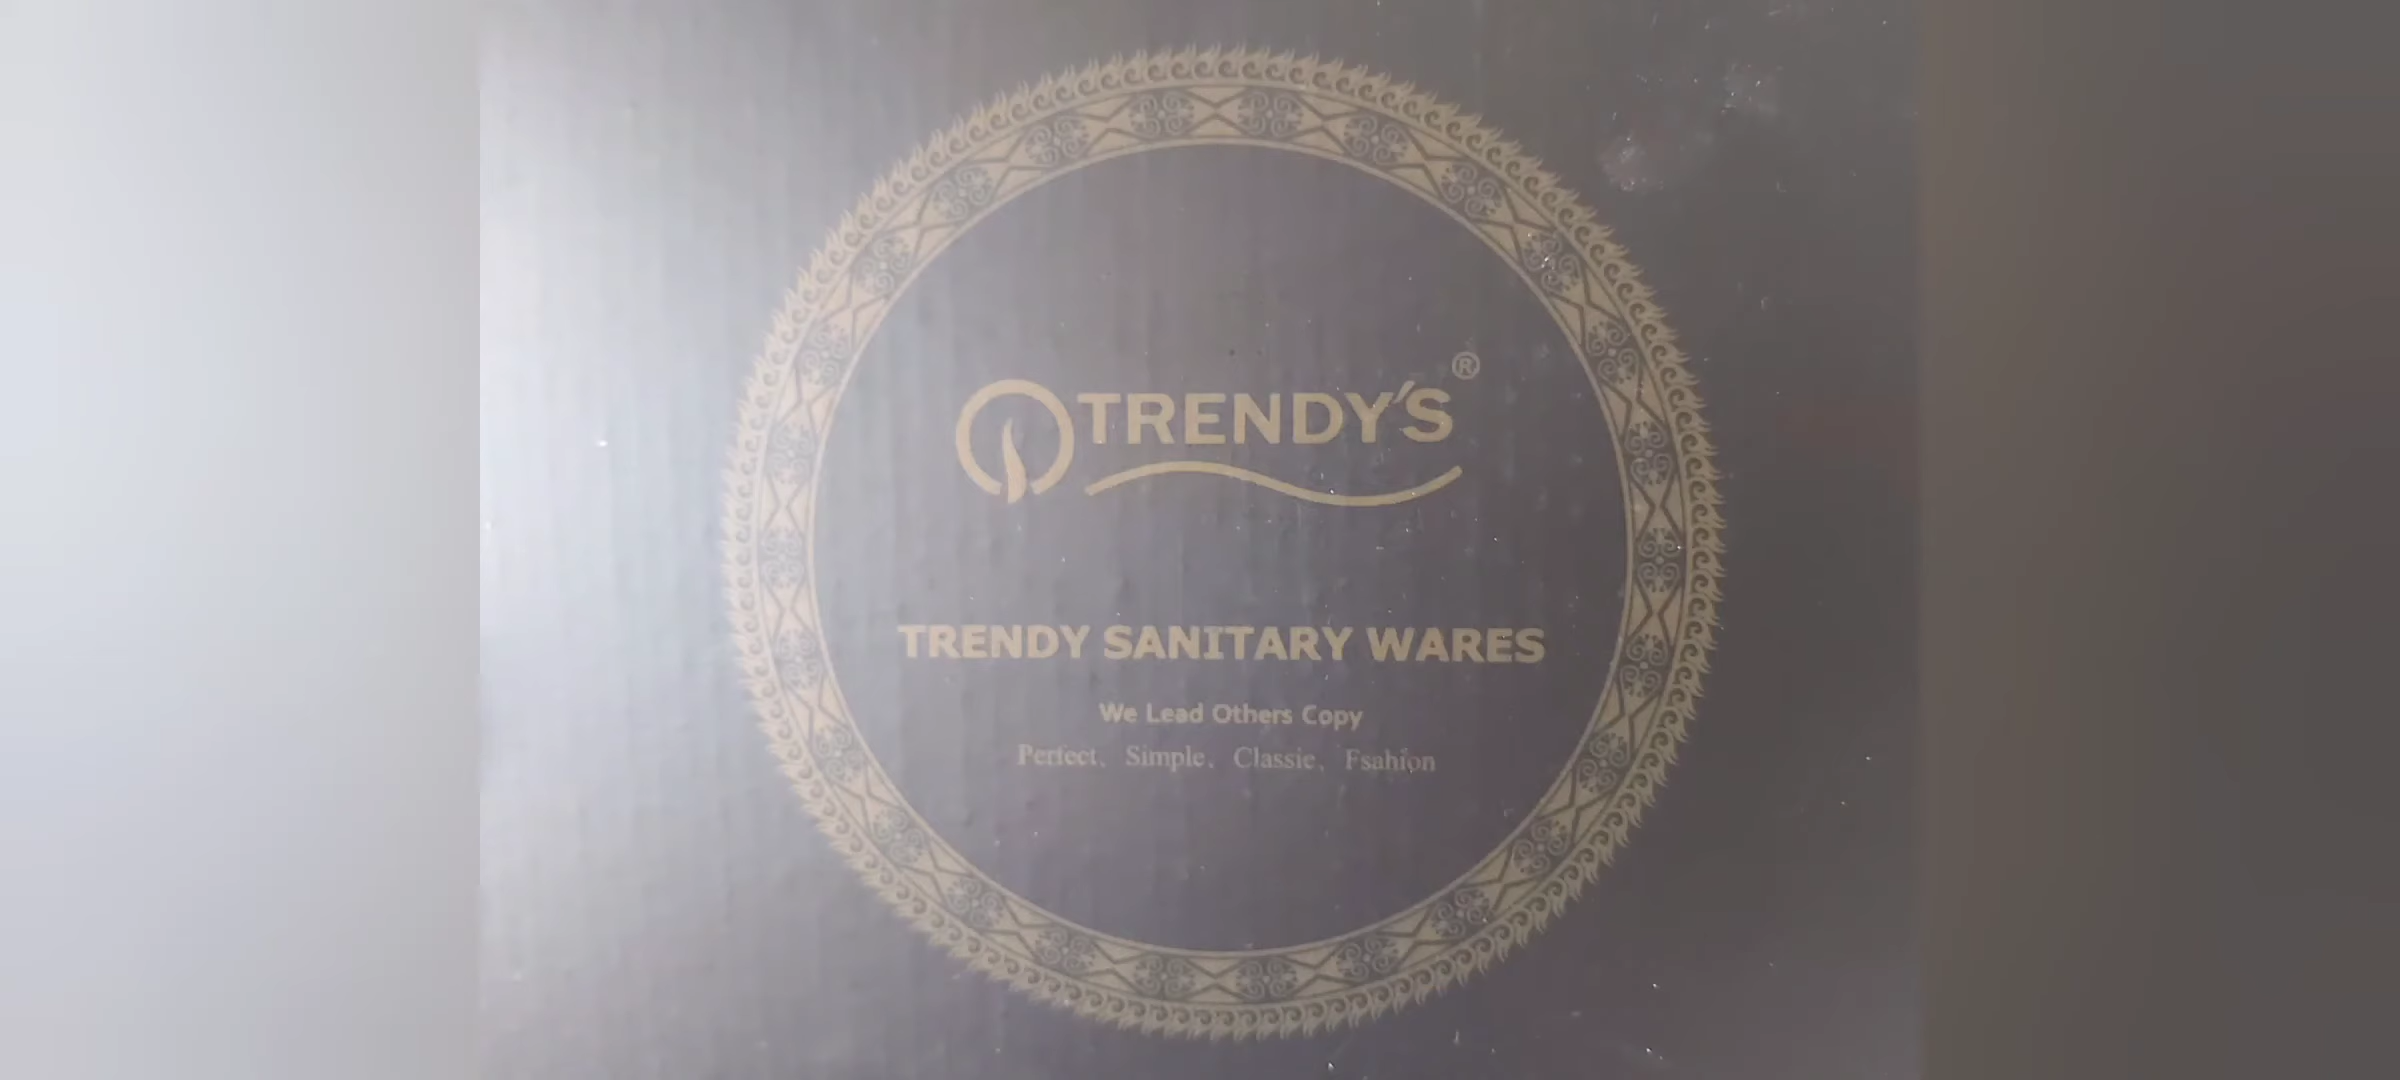 TRENDY'S®
TRENDY SANITARY WARES
We Lead Others Copy
Perfect、Simple、Classic、Fsahion